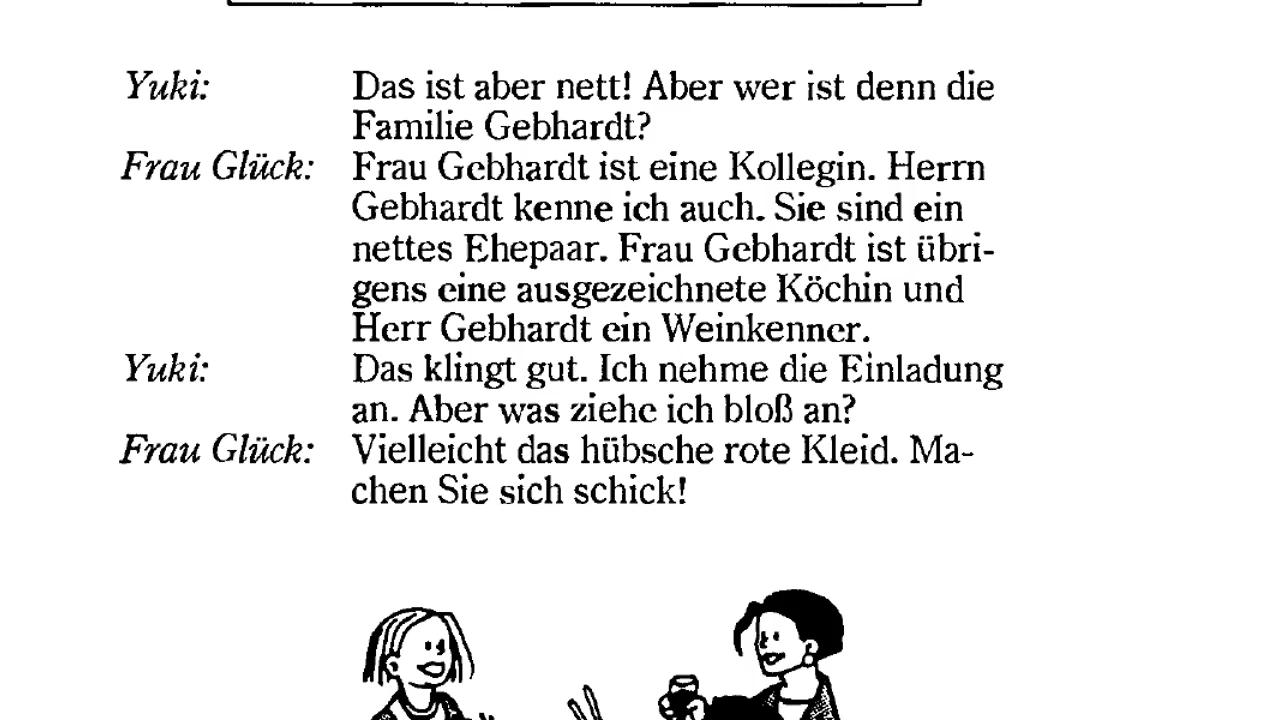 Yuki: Das ist aber nett! Aber wer ist denn die
Familie Gebhardt?
Frau Glück: Frau Gebhardt ist eine Kollegin. Herrn
Gebhardt kenne ich auch. Sie sind ein
nettes Ehepaar. Frau Gebhardt ist übri-
gens eine ausgezeichnete Köchin und
Herr Gebhardt ein Weinkenner.
Yuki: Das klingt gut. Ich nehme die Einladung
an. Aber was ziehe ich bloß an?
Frau Glück: Vielleicht das hübsche rote Kleid. Ma-
chen Sie sich schick!